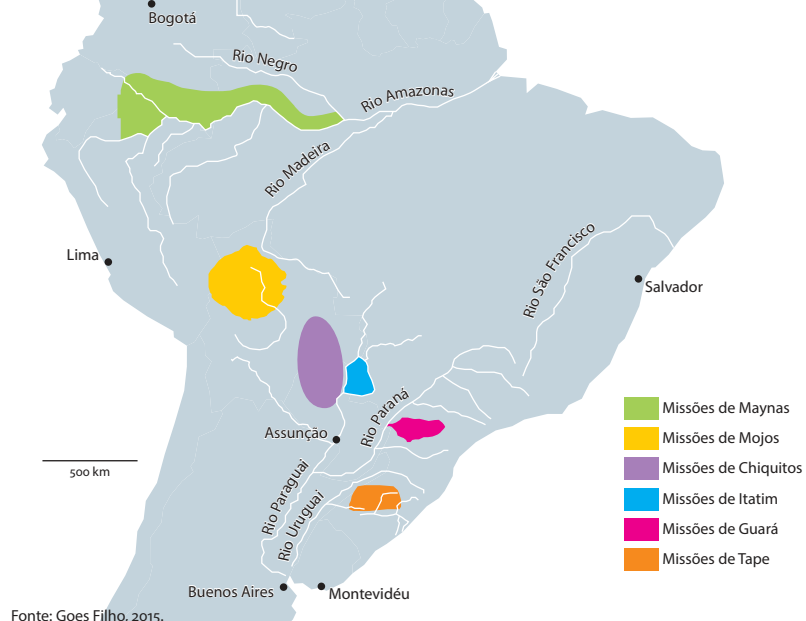 Bogotá
Rio Negro
Rio Amazonas
Rio Madeira
Lima
Rio São Francisco
Salvador
Rio Paraná
Assunção
500 km
Rio Paraguai
Rio Uruguai
Buenos Aires
Montevidéu
Missões de Maynas
Missões de Mojos
Missões de Chiquitos
Missões de Itatim
Missões de Guará
Missões de Tape
Fonte: Goes Filho, 2015.